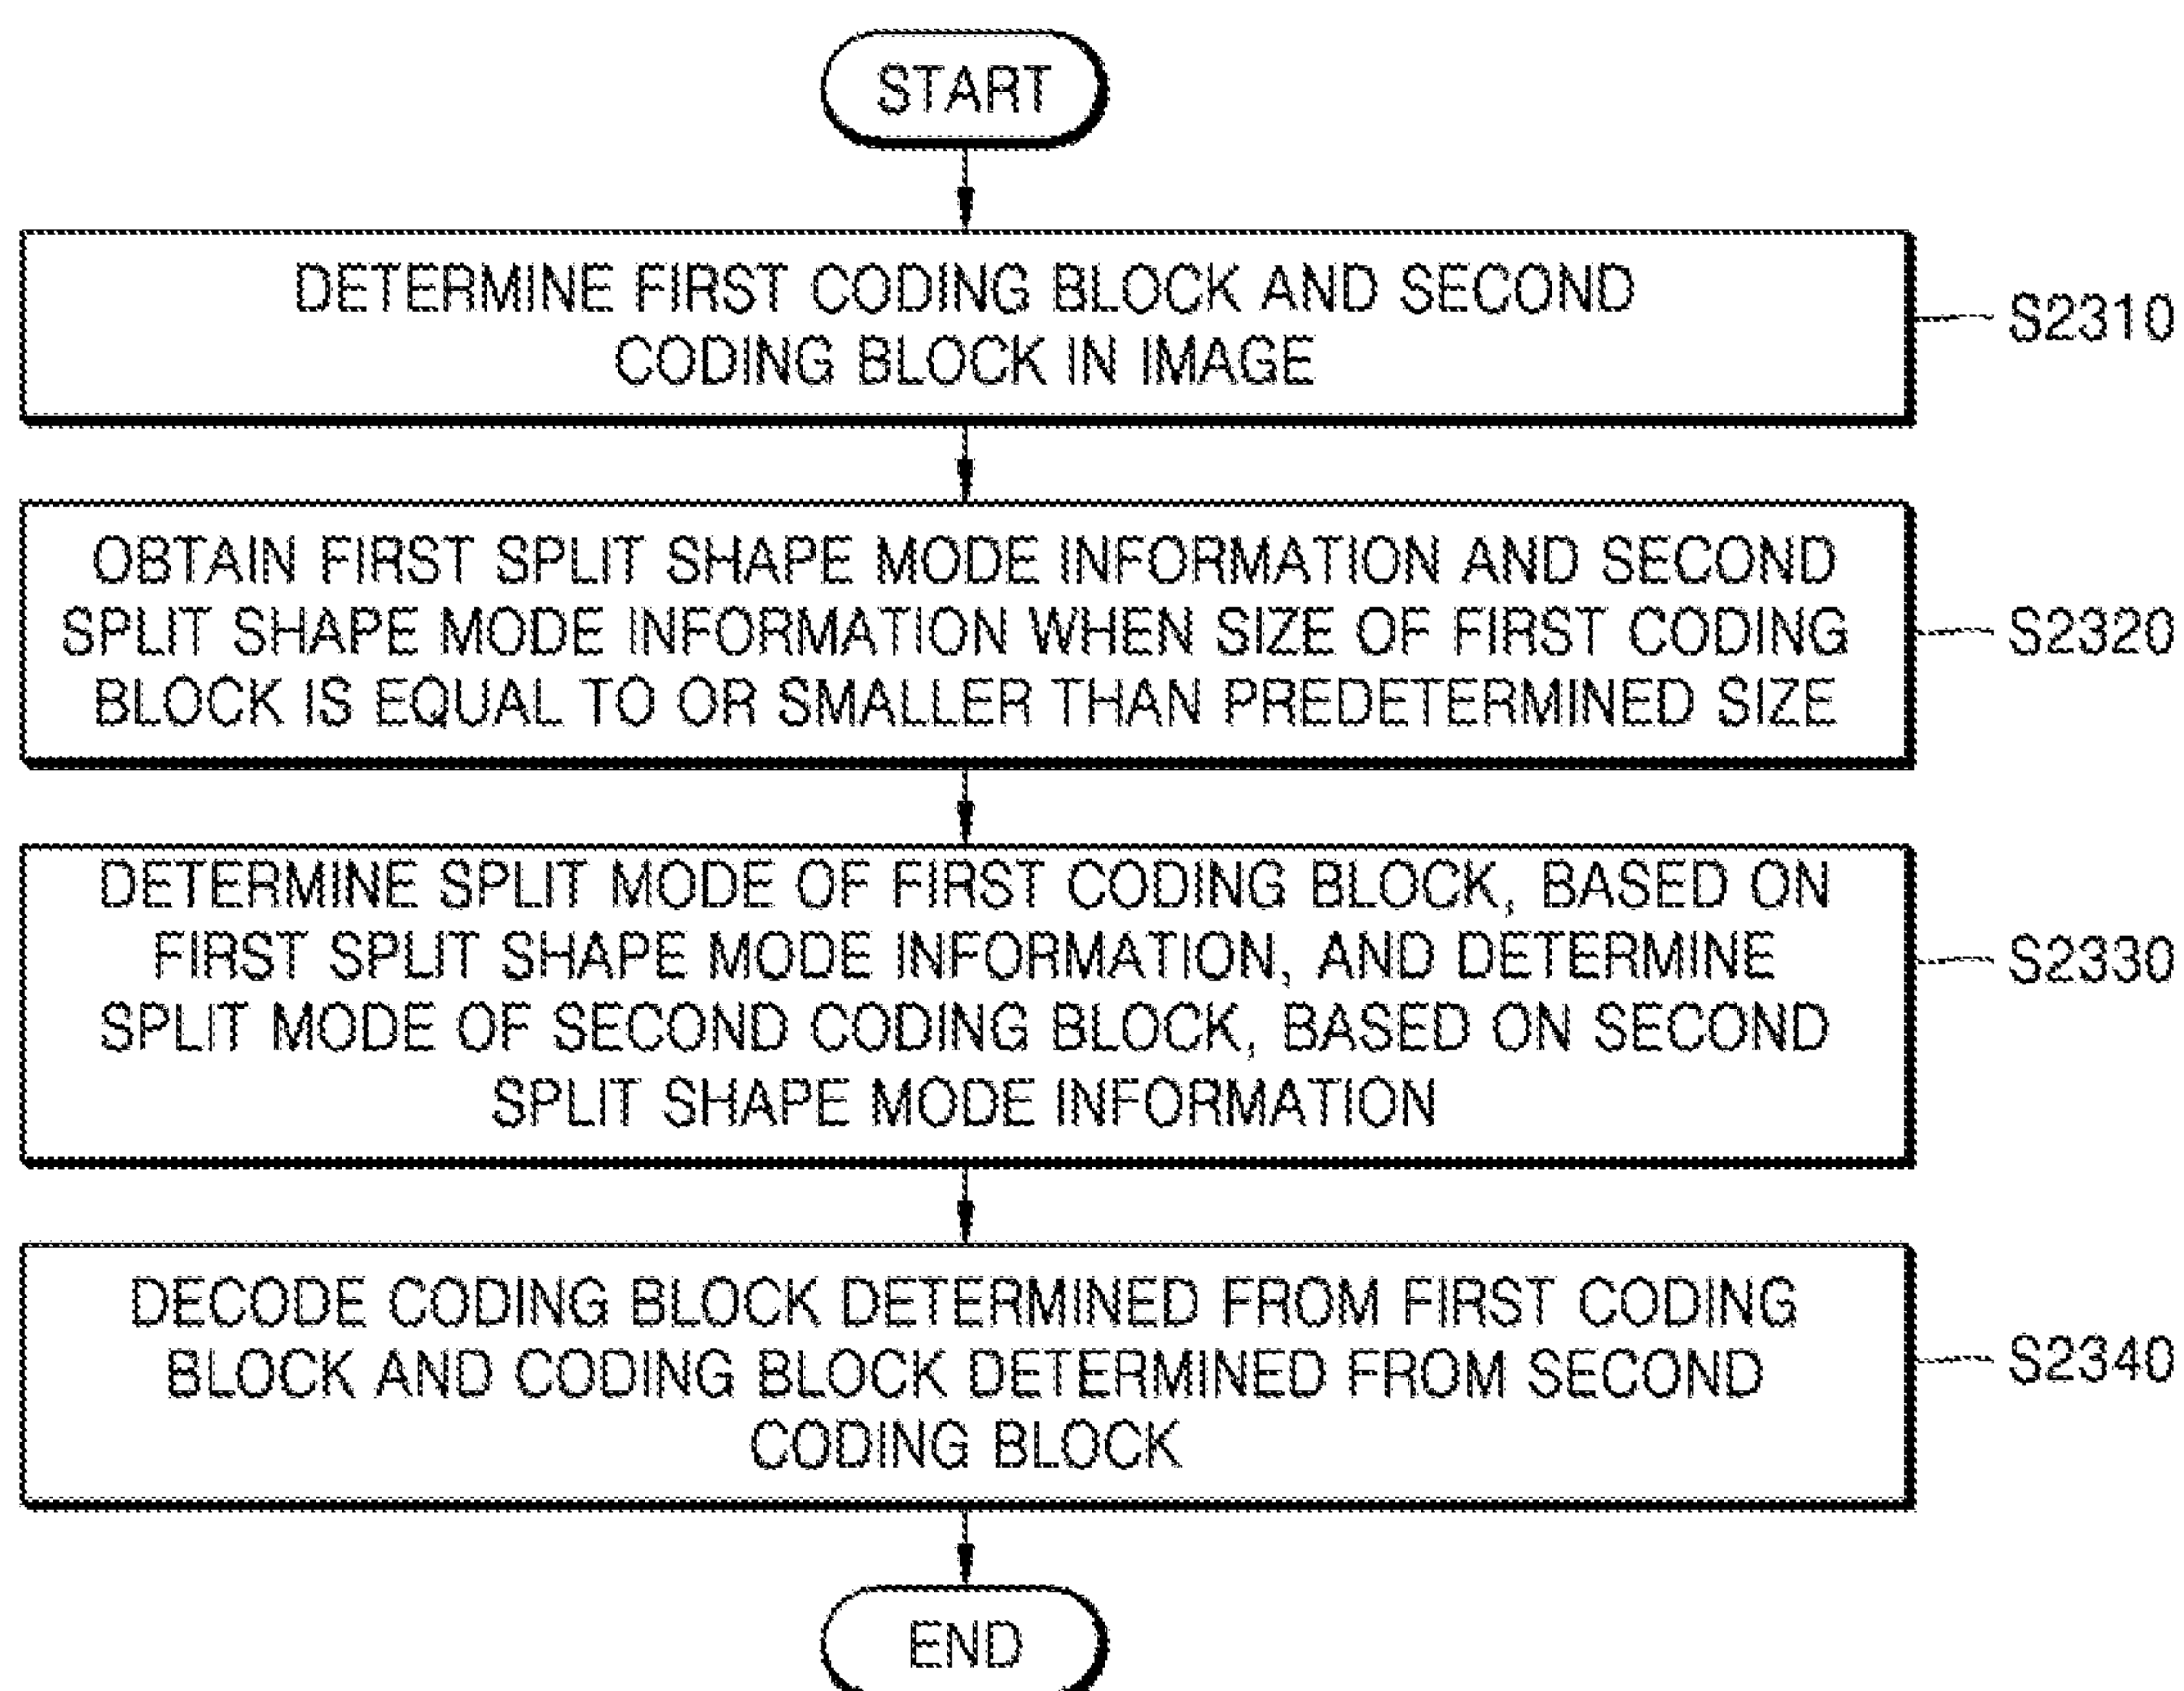 START
DETERMINE FIRST CODING BLOCK AND SECOND
CODING BLOCK IN IMAGE
S2310
OBTAIN FIRST SPLIT SHAPE MODE INFORMATION AND SECOND
SPLIT SHAPE MODE INFORMATION WHEN SIZE OF FIRST CODING
BLOCK IS EQUAL TO OR SMALLER THAN PREDETERMINED SIZE
S2320
DETERMINE SPLIT MODE OF FIRST CODING BLOCK, BASED ON
FIRST SPLIT SHAPE MODE INFORMATION, AND DETERMINE
SPLIT MODE OF SECOND CODING BLOCK, BASED ON SECOND
SPLIT SHAPE MODE INFORMATION
S2330
DECODE CODING BLOCK DETERMINED FROM FIRST CODING
BLOCK AND CODING BLOCK DETERMINED FROM SECOND
CODING BLOCK
S2340
END